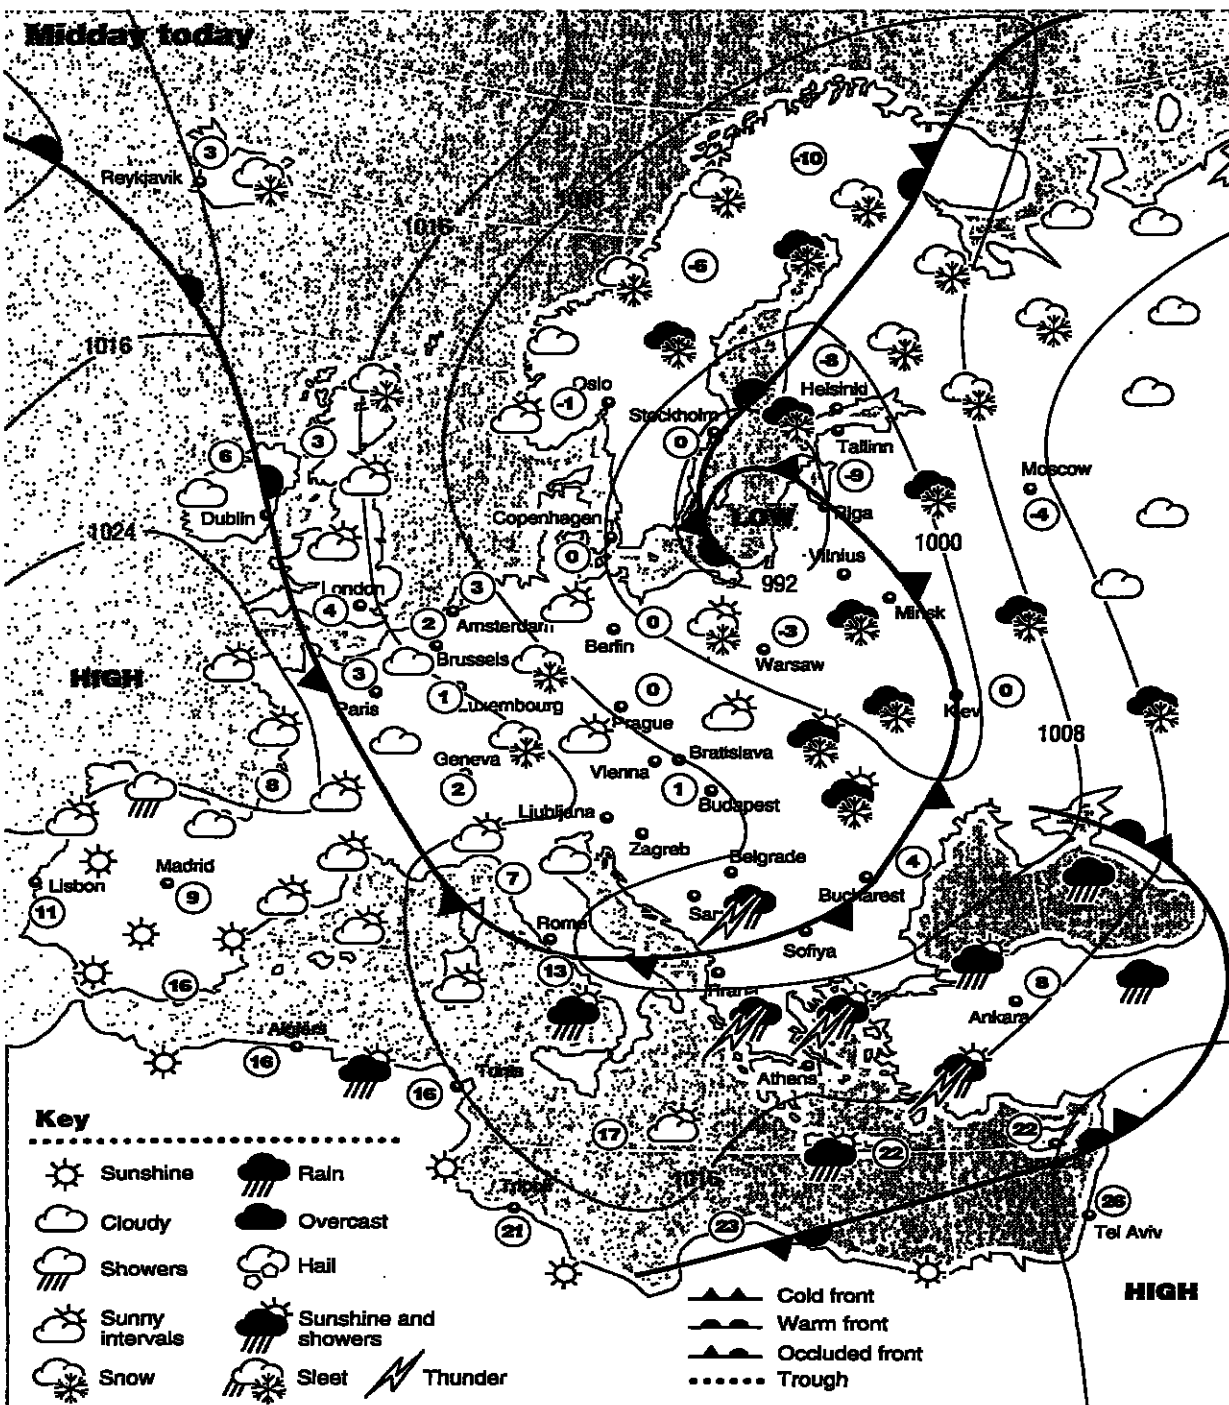 Midday today
3
Reykjavik
-10
1008
1016
-6
1016
-8
Oslo
-1
Helsinki
Stockholm
0
3
6
Tallinn
-9
Moscow
-4
Dublin
Copenhagen
LOW
Riga
1024
0
1000
Vilnius
992
London
3
4
Amsterdam
2
0
Minsk
Berlin
-3
Brussels
Warsaw
HIGH
3
Paris
1
Luxembourg
0
Prague
Kiev
0
1008
Geneva
Vienna
Bratislava
8
2
1
Budapest
Ljubljana
Zagreb
Madrid
Belgrade
4
Lisbon
9
7
Bucharest
11
Rome
Sofiya
16
13
8
Ankara
Algiers
16
Tunis
16
Athens
Key
17
22
22
Sunshine
Rain
1016
Tripoli
26
Cloudy
Overcast
21
23
Tel Aviv
Showers
Hail
HIGH
Cold front
Sunny
intervals
Sunshine and
showers
Warm front
Occluded front
Snow
Sleet
Thunder
Trough